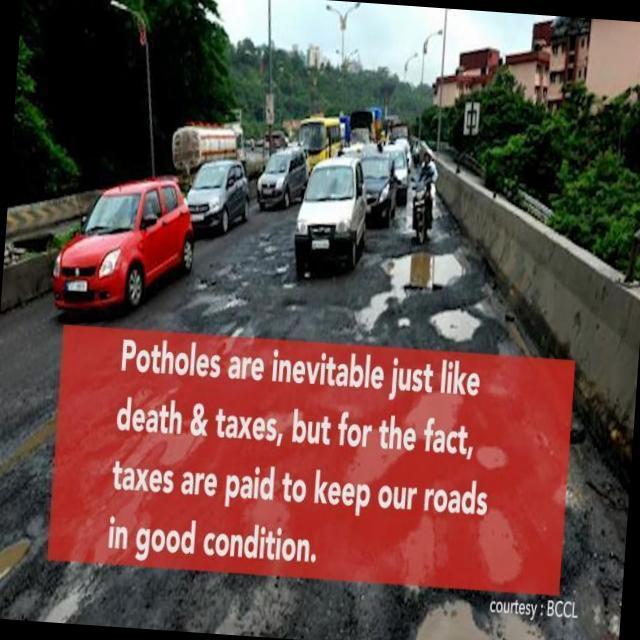 Potholes are inevitable just like
death & taxes, but for the fact,
taxes are paid to keep our roads
in good condition.
courtesy : BCCL